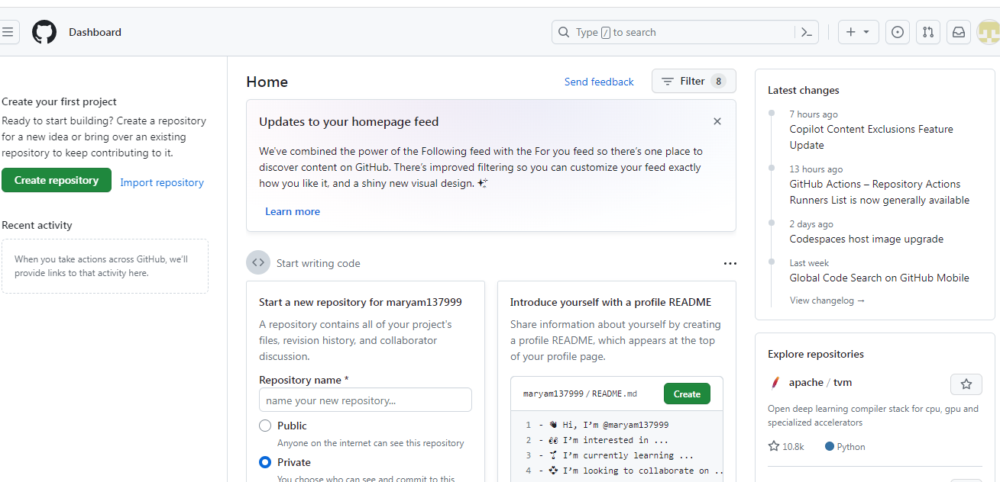 Dashboard
Type / to search
Create your first project
Ready to start building? Create a repository
for a new idea or bring over an existing
repository to keep contributing to it.
Create repository
Import repository
Recent activity
When you take actions across GitHub, we'll
provide links to that activity here.
Home
Send feedback
Filter 8
Updates to your homepage feed
We've combined the power of the Following feed with the For you feed so there's one place to
discover content on GitHub. There's improved filtering so you can customize your feed exactly
how you like it, and a shiny new visual design. ✨
Learn more
Start writing code
Start a new repository for maryam137999
A repository contains all of your project's
files, revision history, and collaborator
discussion.
Repository name *
name your new repository...
Public
Anyone on the internet can see this repository
Private
You choose who can see and commit to this
Introduce yourself with a profile README
Share information about yourself by creating
a profile README, which appears at the top
of your profile page.
maryam137999 / README.md
Create
1 - 👋 Hi, I'm @maryam137999
2 - 👀 I'm interested in ...
3 - 🌱 I'm currently learning ...
4 - 💞️ I'm looking to collaborate on ..
Latest changes
7 hours ago
Copilot Content Exclusions Feature
Update
13 hours ago
GitHub Actions – Repository Actions
Runners List is now generally available
2 days ago
Codespaces host image upgrade
Last week
Global Code Search on GitHub Mobile
View changelog →
Explore repositories
apache / tvm
Open deep learning compiler stack for cpu, gpu and
specialized accelerators
10.8k
Python